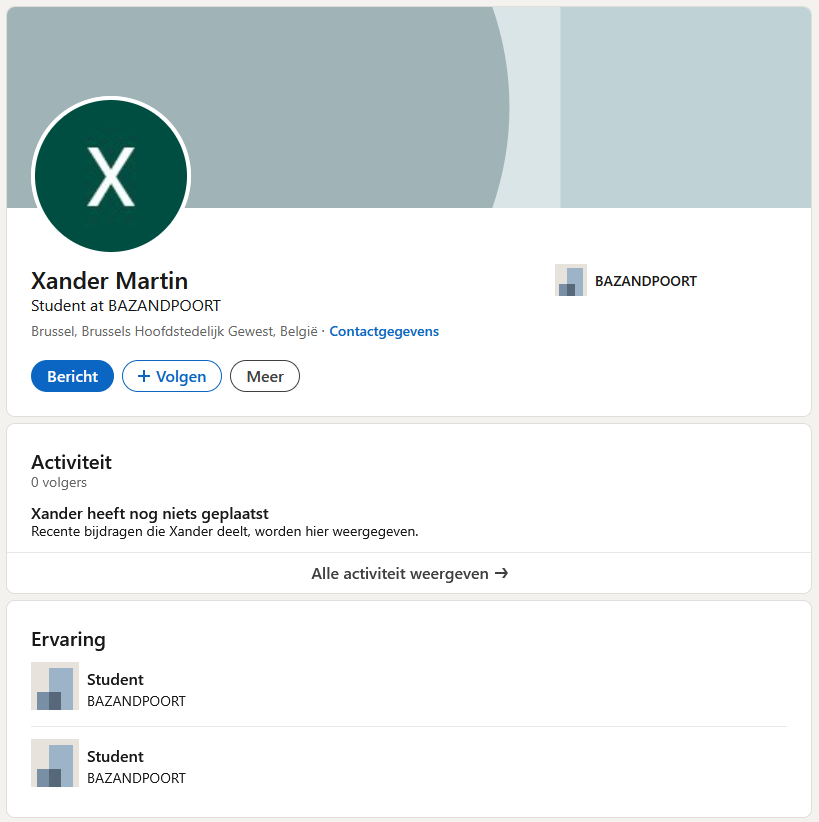 X
Xander Martin
BAZANDPOORT
Student at BAZANDPOORT
Brussel, Brussels Hoofdstedelijk Gewest, België · Contactgegevens
Bericht + Volgen Meer
Activiteit
0 volgers
Xander heeft nog niets geplaatst
Recente bijdragen die Xander deelt, worden hier weergegeven.
Alle activiteit weergeven →
Ervaring
Student
BAZANDPOORT
Student
BAZANDPOORT